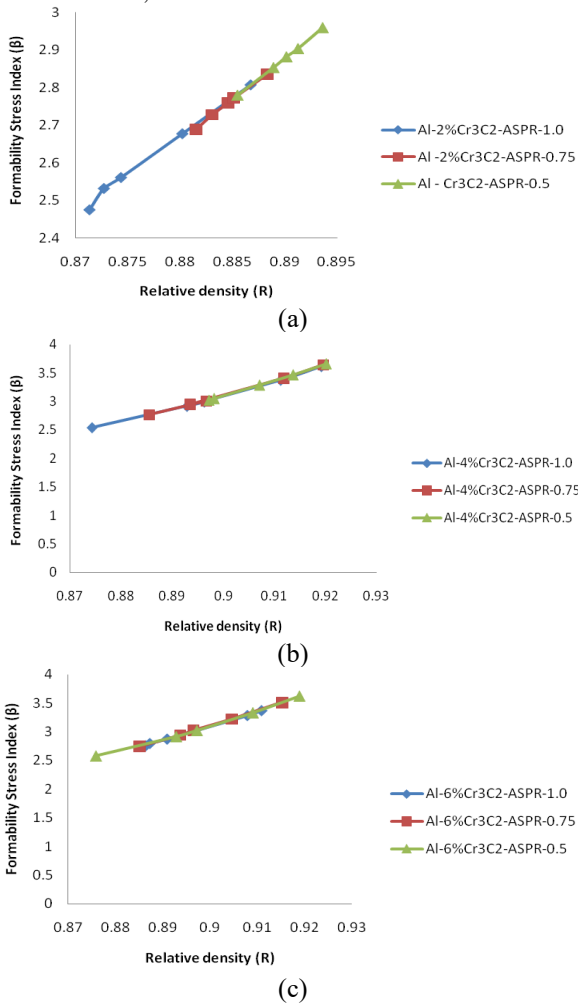 3
2.9
2.8
2.7
2.6
2.5
2.4
0.87 0.875 0.88 0.885 0.89 0.895
Formability Stress Index (β)
Relative density (R)
Al-2%Cr3C2-ASPR-1.0
Al -2%Cr3C2-ASPR-0.75
Al - Cr3C2-ASPR-0.5
(a)
4
3.5
3
2.5
2
1.5
1
0.5
0
0.87 0.88 0.89 0.9 0.91 0.92 0.93
Formability Stress Index (β)
Relative density (R)
Al-4%Cr3C2-ASPR-1.0
Al-4%Cr3C2-ASPR-0.75
Al-4%Cr3C2-ASPR-0.5
(b)
4
3.5
3
2.5
2
1.5
1
0.5
0
0.87 0.88 0.89 0.9 0.91 0.92 0.93
Formability Stress Index (β)
Relative density (R)
Al-6%Cr3C2-ASPR-1.0
Al-6%Cr3C2-ASPR-0.75
Al-6%Cr3C2-ASPR-0.5
(c)